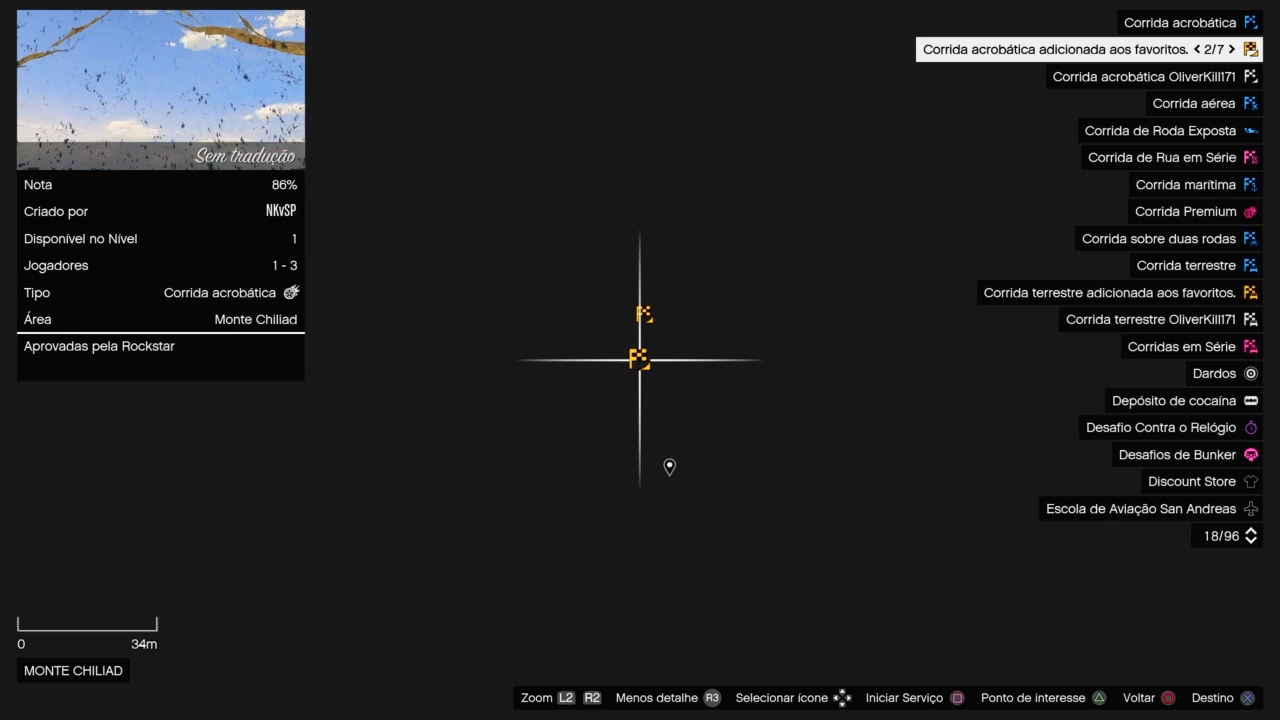 Sem tradução
Nota 86%
Criado por NKvSP
Disponível no Nível 1
Jogadores 1 - 3
Tipo Corrida acrobática
Área Monte Chiliad
Aprovadas pela Rockstar
Corrida acrobática
Corrida acrobática adicionada aos favoritos. < 2/7 >
Corrida acrobática OliverKill171
Corrida aérea
Corrida de Roda Exposta
Corrida de Rua em Série
Corrida marítima
Corrida Premium
Corrida sobre duas rodas
Corrida terrestre
Corrida terrestre adicionada aos favoritos.
Corrida terrestre OliverKill171
Corridas em Série
Dardos
Depósito de cocaína
Desafio Contra o Relógio
Desafios de Bunker
Discount Store
Escola de Aviação San Andreas
18/96
0 34m
MONTE CHILIAD
Zoom L2 R2 Menos detalhe R3 Selecionar ícone Iniciar Serviço Ponto de interesse Voltar Destino